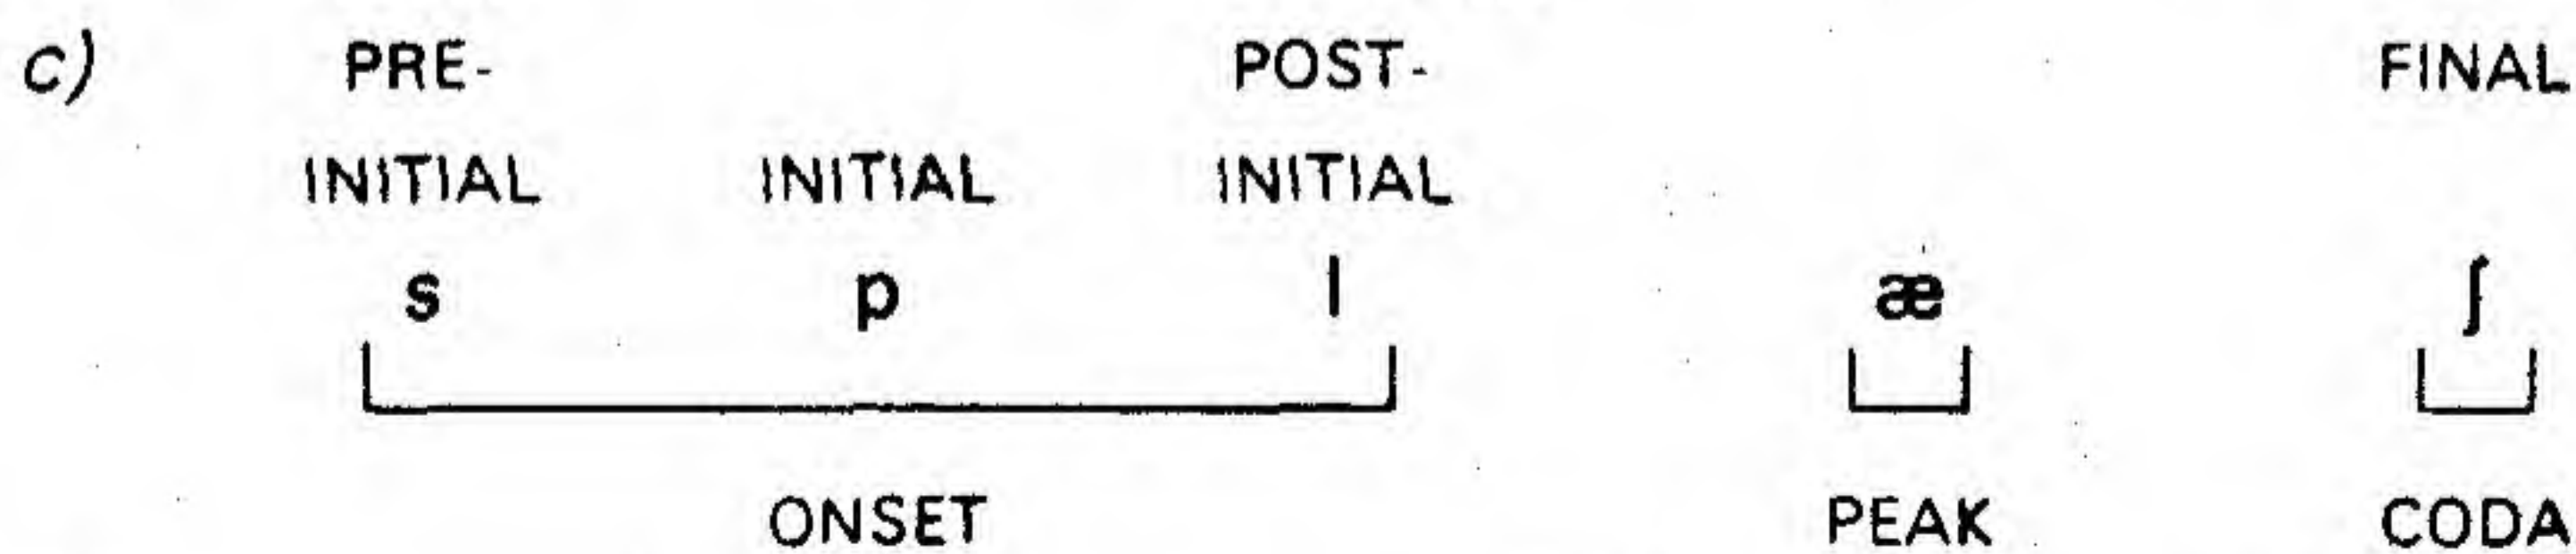 c) PRE- POST- FINAL
INITIAL INITIAL INITIAL
s p l æ ʃ
ONSET PEAK CODA